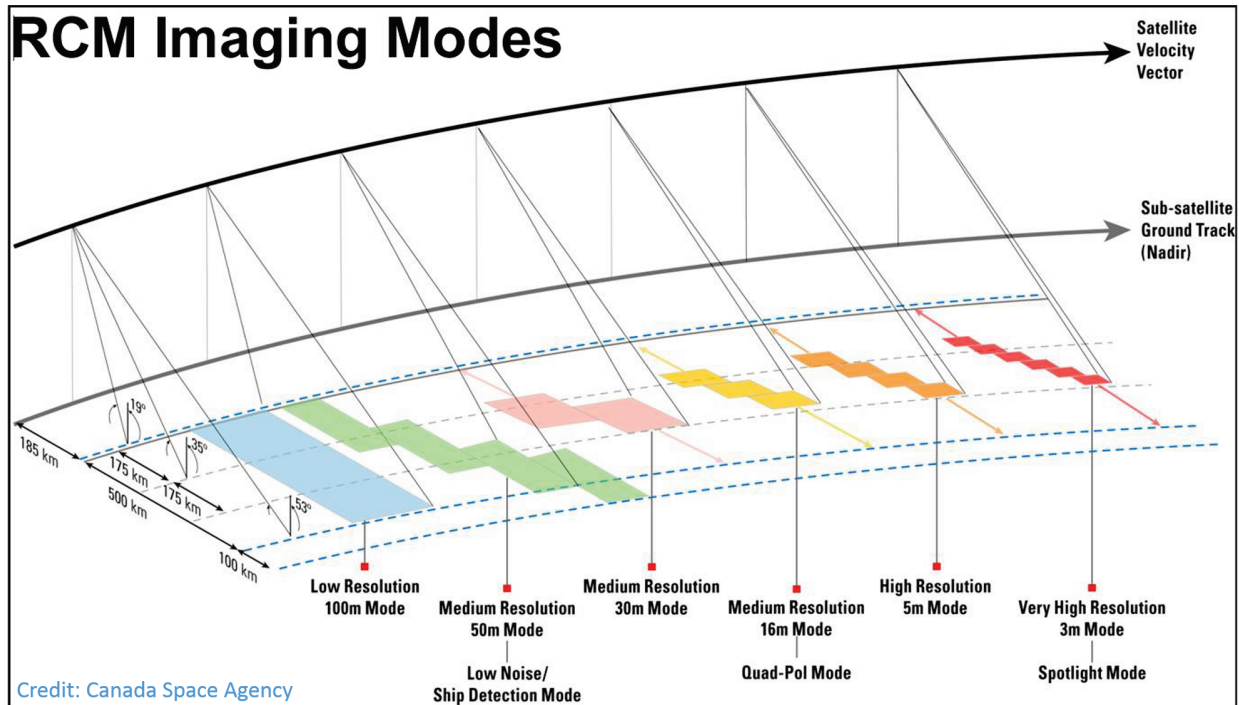 RCM Imaging Modes
Satellite
Velocity
Vector
Sub-satellite
Ground Track
(Nadir)
19º
35º
53º
185 km
175 km
175 km
500 km
100 km
Low Resolution
100m Mode
Medium Resolution
50m Mode
Low Noise/
Ship Detection Mode
Medium Resolution
30m Mode
Medium Resolution
16m Mode
Quad-Pol Mode
High Resolution
5m Mode
Very High Resolution
3m Mode
Spotlight Mode
Credit: Canada Space Agency